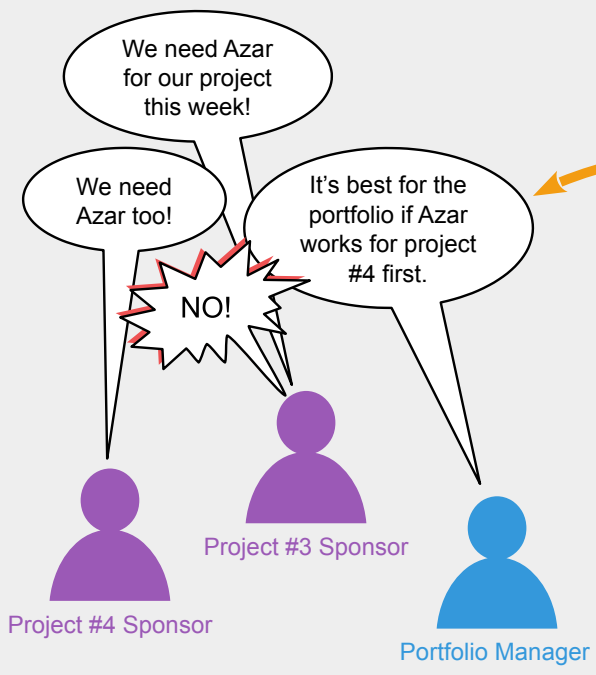 We need Azar
for our project
this week!
We need
Azar too!
It’s best for the
portfolio if Azar
works for project
#4 first.
NO!
Project #3 Sponsor
Project #4 Sponsor
Portfolio Manager